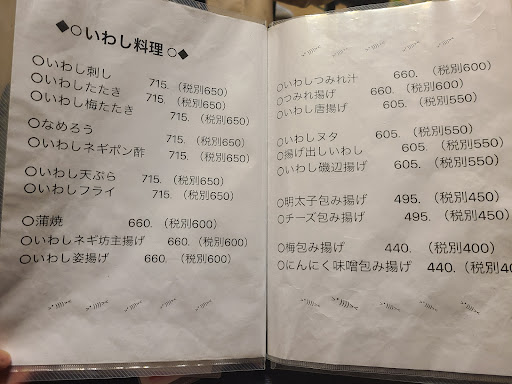 ◆○いわし料理○◆
○いわし刺し 715.（税別650）
○いわしたたき 715.（税別650）
○いわし梅たたき 715.（税別650）
○なめろう 715.（税別650）
○いわしネギポン酢 715.（税別650）
○いわし天ぷら 715.（税別650）
○いわしフライ 715.（税別650）
○蒲焼 660.（税別600）
○いわしネギ坊主揚げ 660.（税別600）
○いわし姿揚げ 660.（税別600）
○いわしつみれ汁 660.（税別600）
○つみれ揚げ 660.（税別600）
○いわし唐揚げ 605.（税別550）
○いわしヌタ 605.（税別550）
○揚げ出しいわし 605.（税別550）
○いわし磯辺揚げ 605.（税別550）
○明太子包み揚げ 495.（税別450）
○チーズ包み揚げ 495.（税別450）
○梅包み揚げ 440.（税別400）
○にんにく味噌包み揚げ 440.（税別40